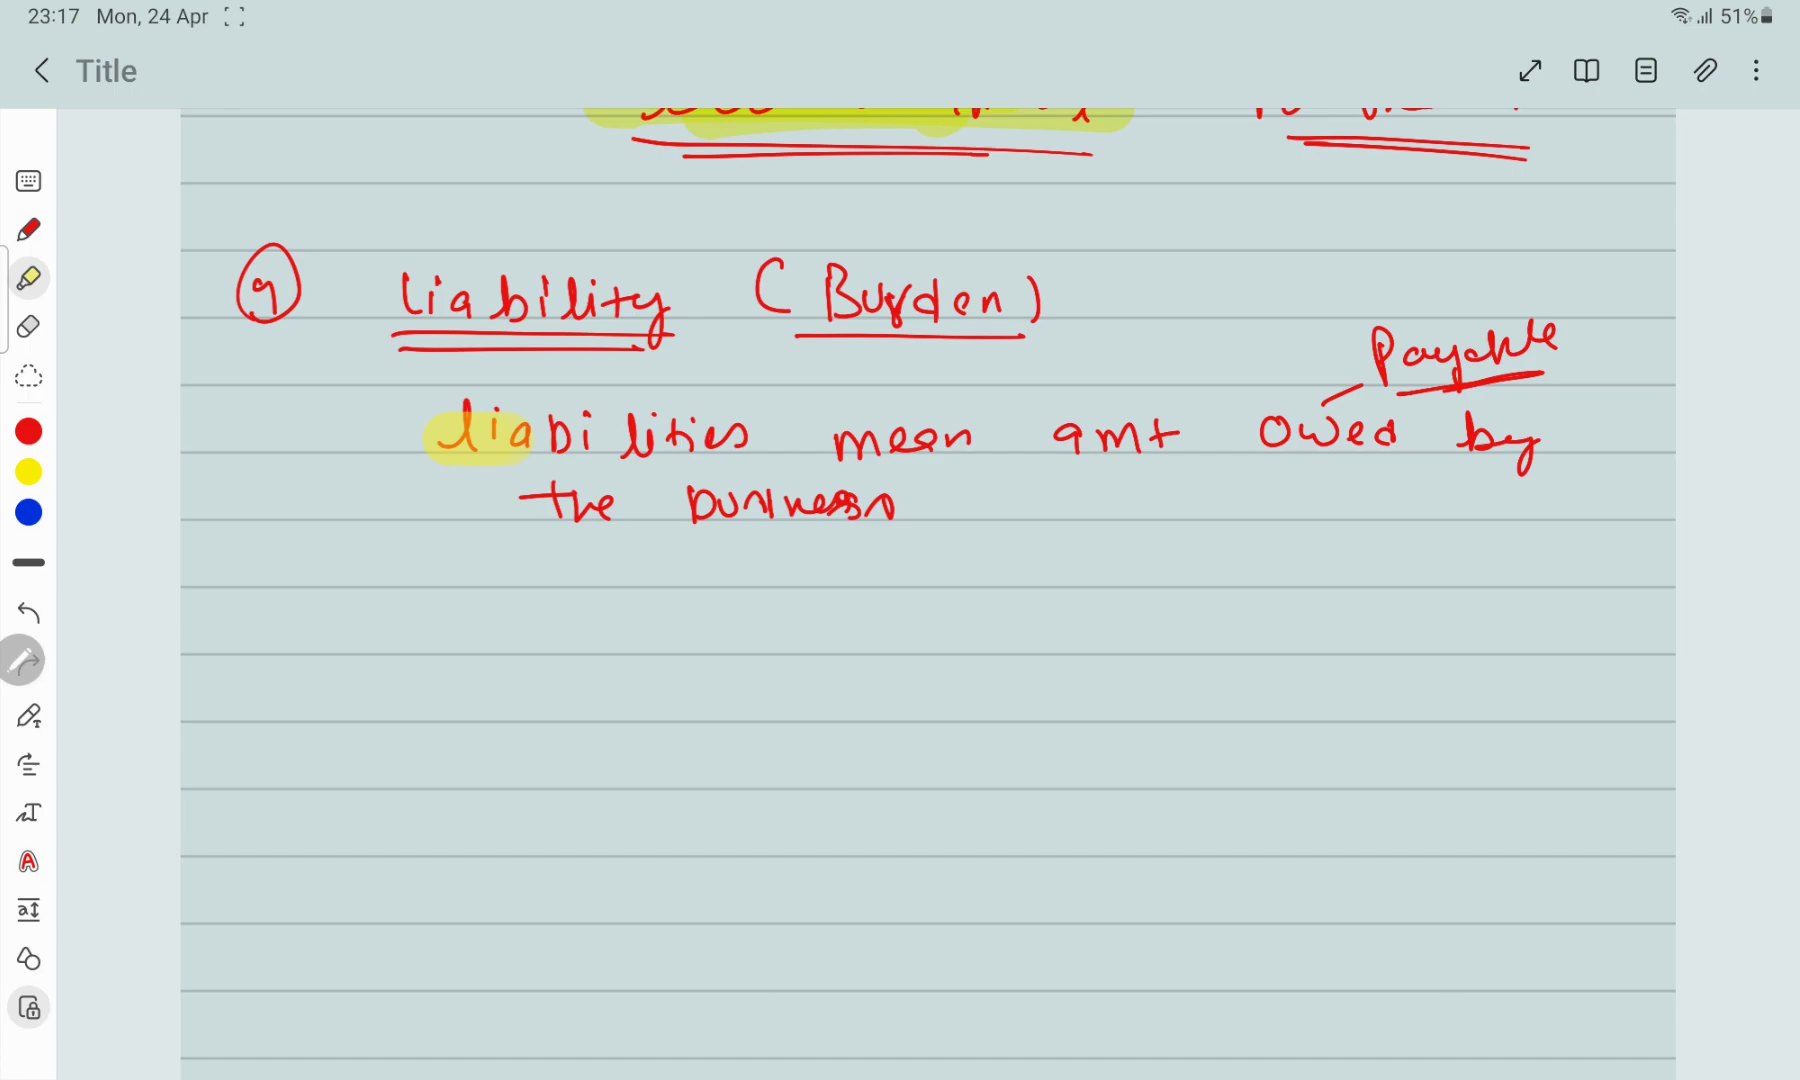 23:17 Mon, 24 Apr 51%
Title
9 Liability (Burden)
Payable
Liabilities mean amt owed by
the business